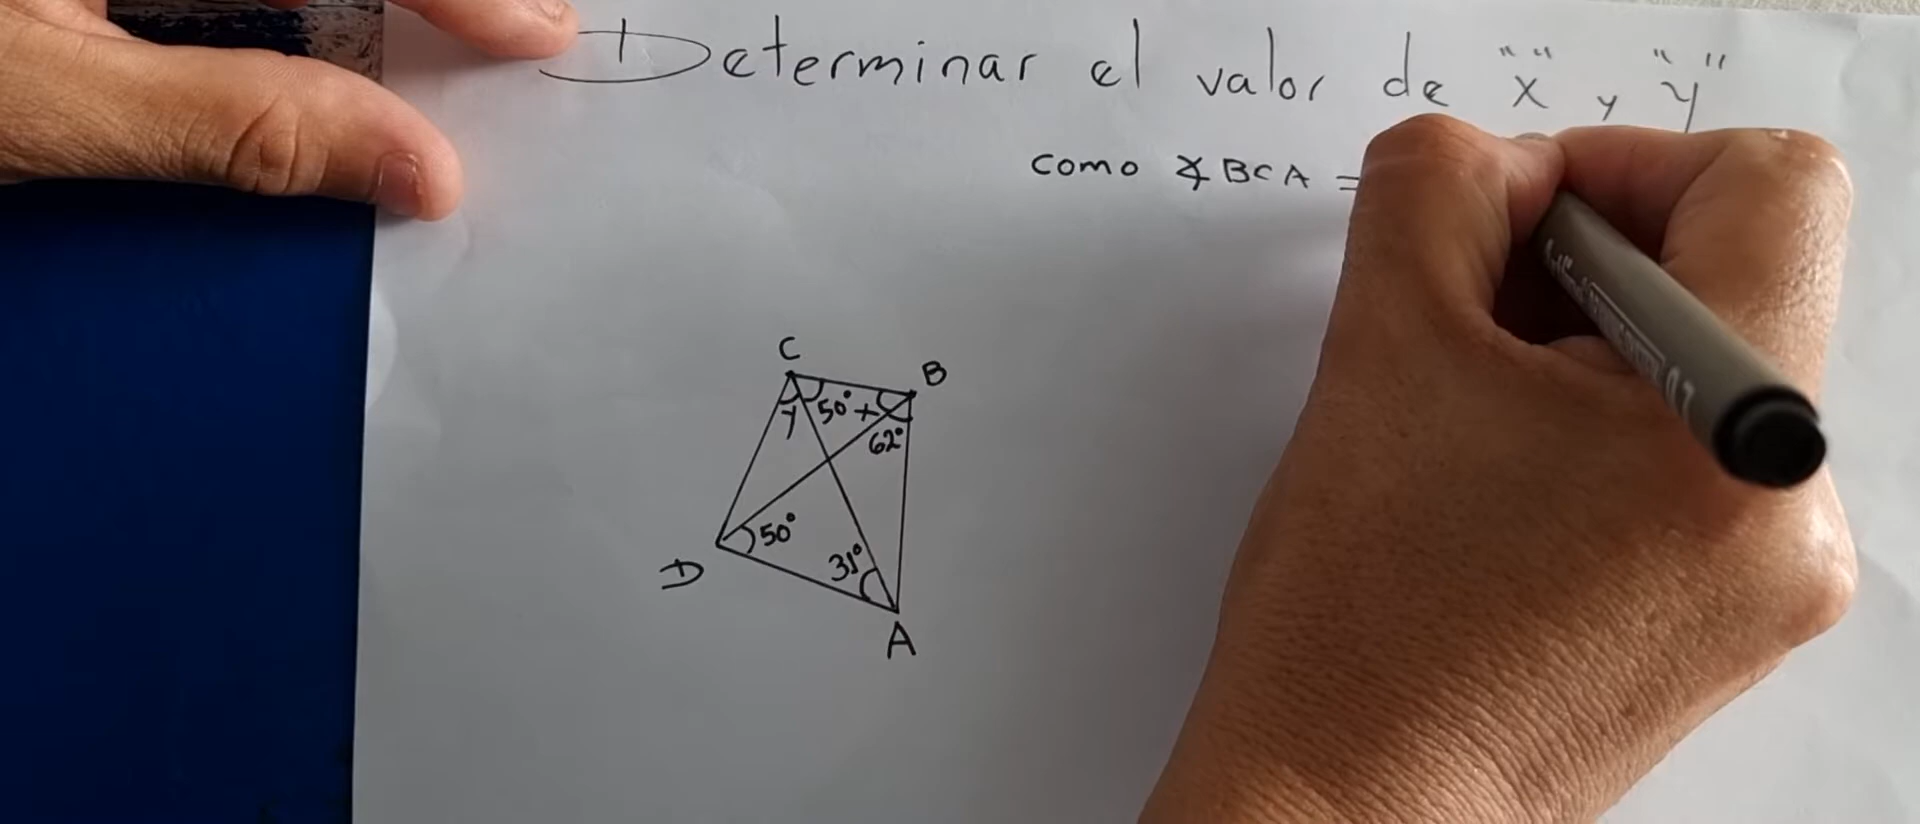 Determinar el valor de "x" y "y"
como ∡ BCA =
C
B
y 50° x
62°
50°
31°
D
A